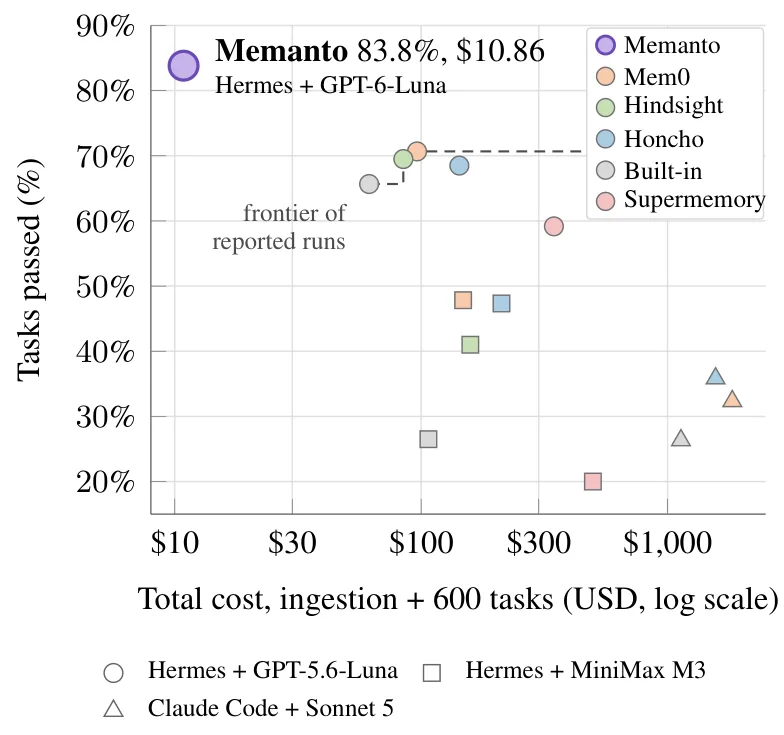 90%
80%
70%
60%
50%
40%
30%
20%
Tasks passed (%)
Memanto 83.8%, $10.86
Hermes + GPT-6-Luna
frontier of
reported runs
Memanto
Mem0
Hindsight
Honcho
Built-in
Supermemory
$10 $30 $100 $300 $1,000
Total cost, ingestion + 600 tasks (USD, log scale)
Hermes + GPT-5.6-Luna Hermes + MiniMax M3
Claude Code + Sonnet 5